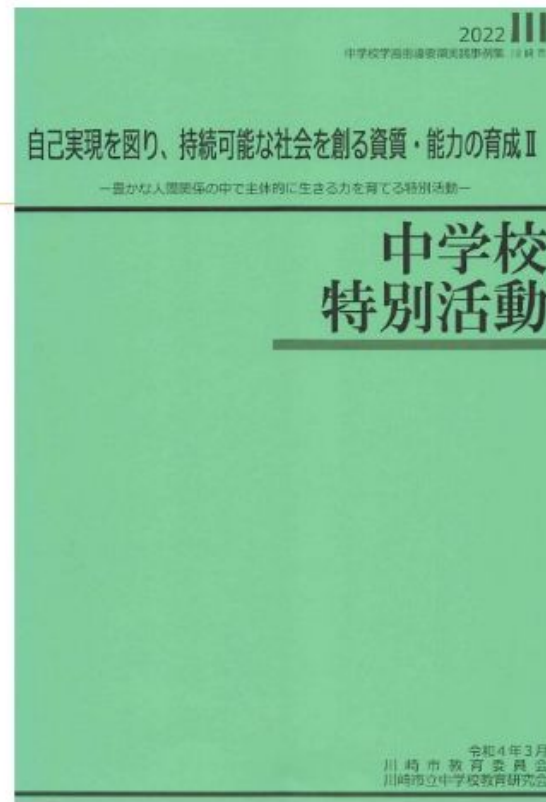 2022
中学校学習指導要領実践事例集 川崎市
自己実現を図り、持続可能な社会を創る資質・能力の育成Ⅱ
―豊かな人間関係の中で主体的に生きる力を育てる特別活動―
中学校
特別活動
令和4年3月
川崎市教育委員会
川崎市立中学校教育研究会